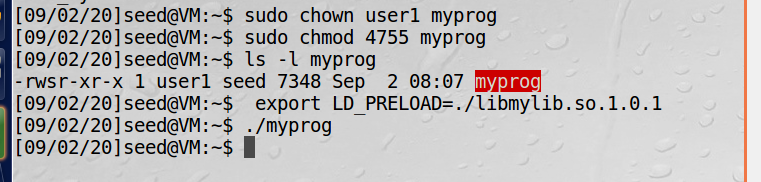 [09/02/20]seed@VM:~$ sudo chown user1 myprog
[09/02/20]seed@VM:~$ sudo chmod 4755 myprog
[09/02/20]seed@VM:~$ ls -l myprog
-rwsr-xr-x 1 user1 seed 7348 Sep  2 08:07 myprog
[09/02/20]seed@VM:~$  export LD_PRELOAD=./libmylib.so.1.0.1
[09/02/20]seed@VM:~$ ./myprog
[09/02/20]seed@VM:~$